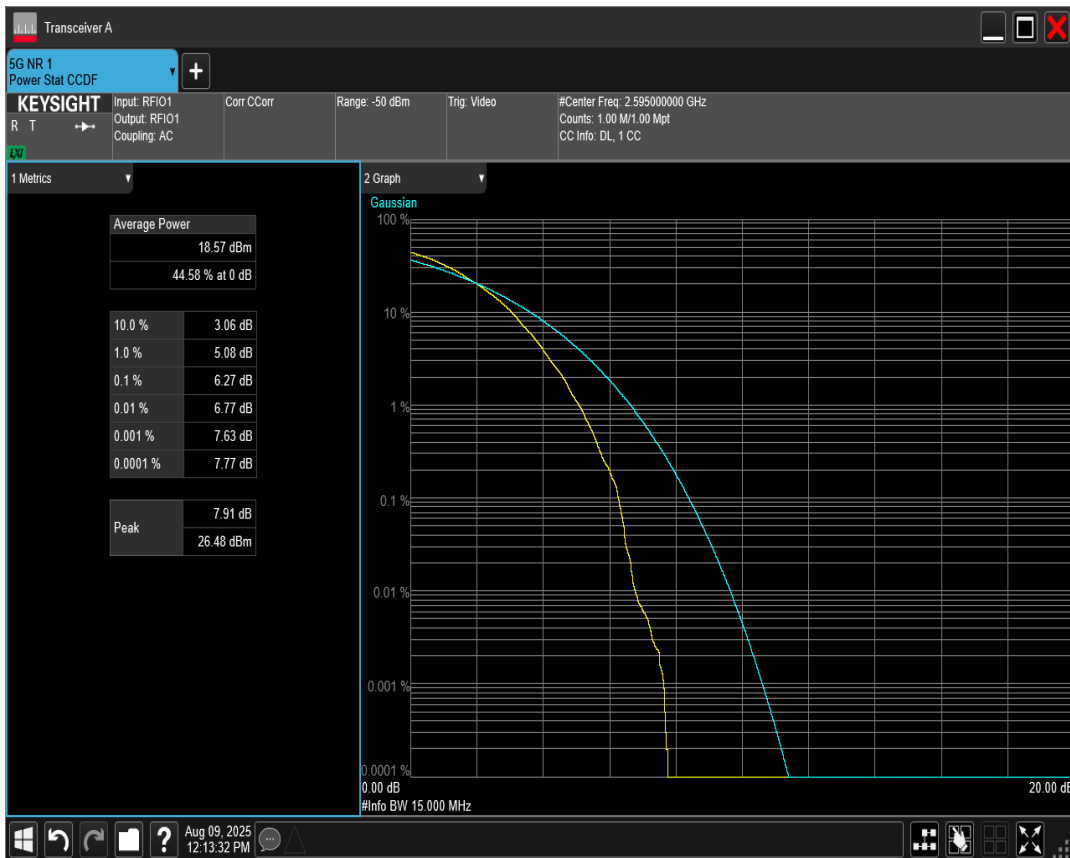 Transceiver A
5G NR 1
Power Stat CCDF
KEYSIGHT
R T
LXI
Input: RFIO1
Output: RFIO1
Coupling: AC
Corr CCorr
Range: -50 dBm
Trig: Video
#Center Freq: 2.595000000 GHz
Counts: 1.00 M/1.00 Mpt
CC Info: DL, 1 CC
1 Metrics
Average Power
18.57 dBm
44.58 % at 0 dB
10.0 % 3.06 dB
1.0 % 5.08 dB
0.1 % 6.27 dB
0.01 % 6.77 dB
0.001 % 7.63 dB
0.0001 % 7.77 dB
Peak
7.91 dB
26.48 dBm
2 Graph
Gaussian
100 %
10 %
1 %
0.1 %
0.01 %
0.001 %
0.0001 %
0.00 dB 20.00 dB
#Info BW 15.000 MHz
?
Aug 09, 2025
12:13:32 PM